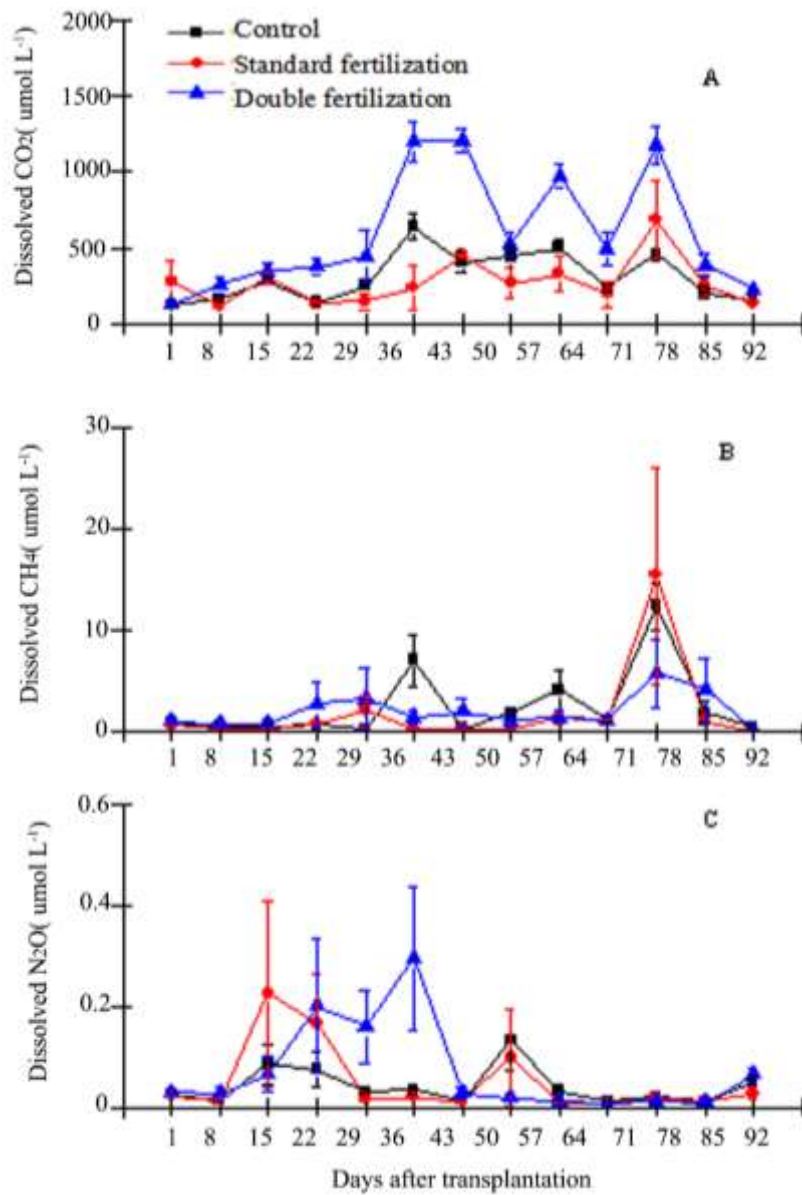 2000
1500
1000
500
0
Dissolved CO2( umol L-1)
Control
Standard fertilization
Double fertilization
A
1 8 15 22 29 36 43 50 57 64 71 78 85 92
30
20
10
0
Dissolved CH4( umol L-1)
B
1 8 15 22 29 36 43 50 57 64 71 78 85 92
0.6
0.4
0.2
0
Dissolved N2O( umol L-1)
C
1 8 15 22 29 36 43 50 57 64 71 78 85 92
Days after transplantation